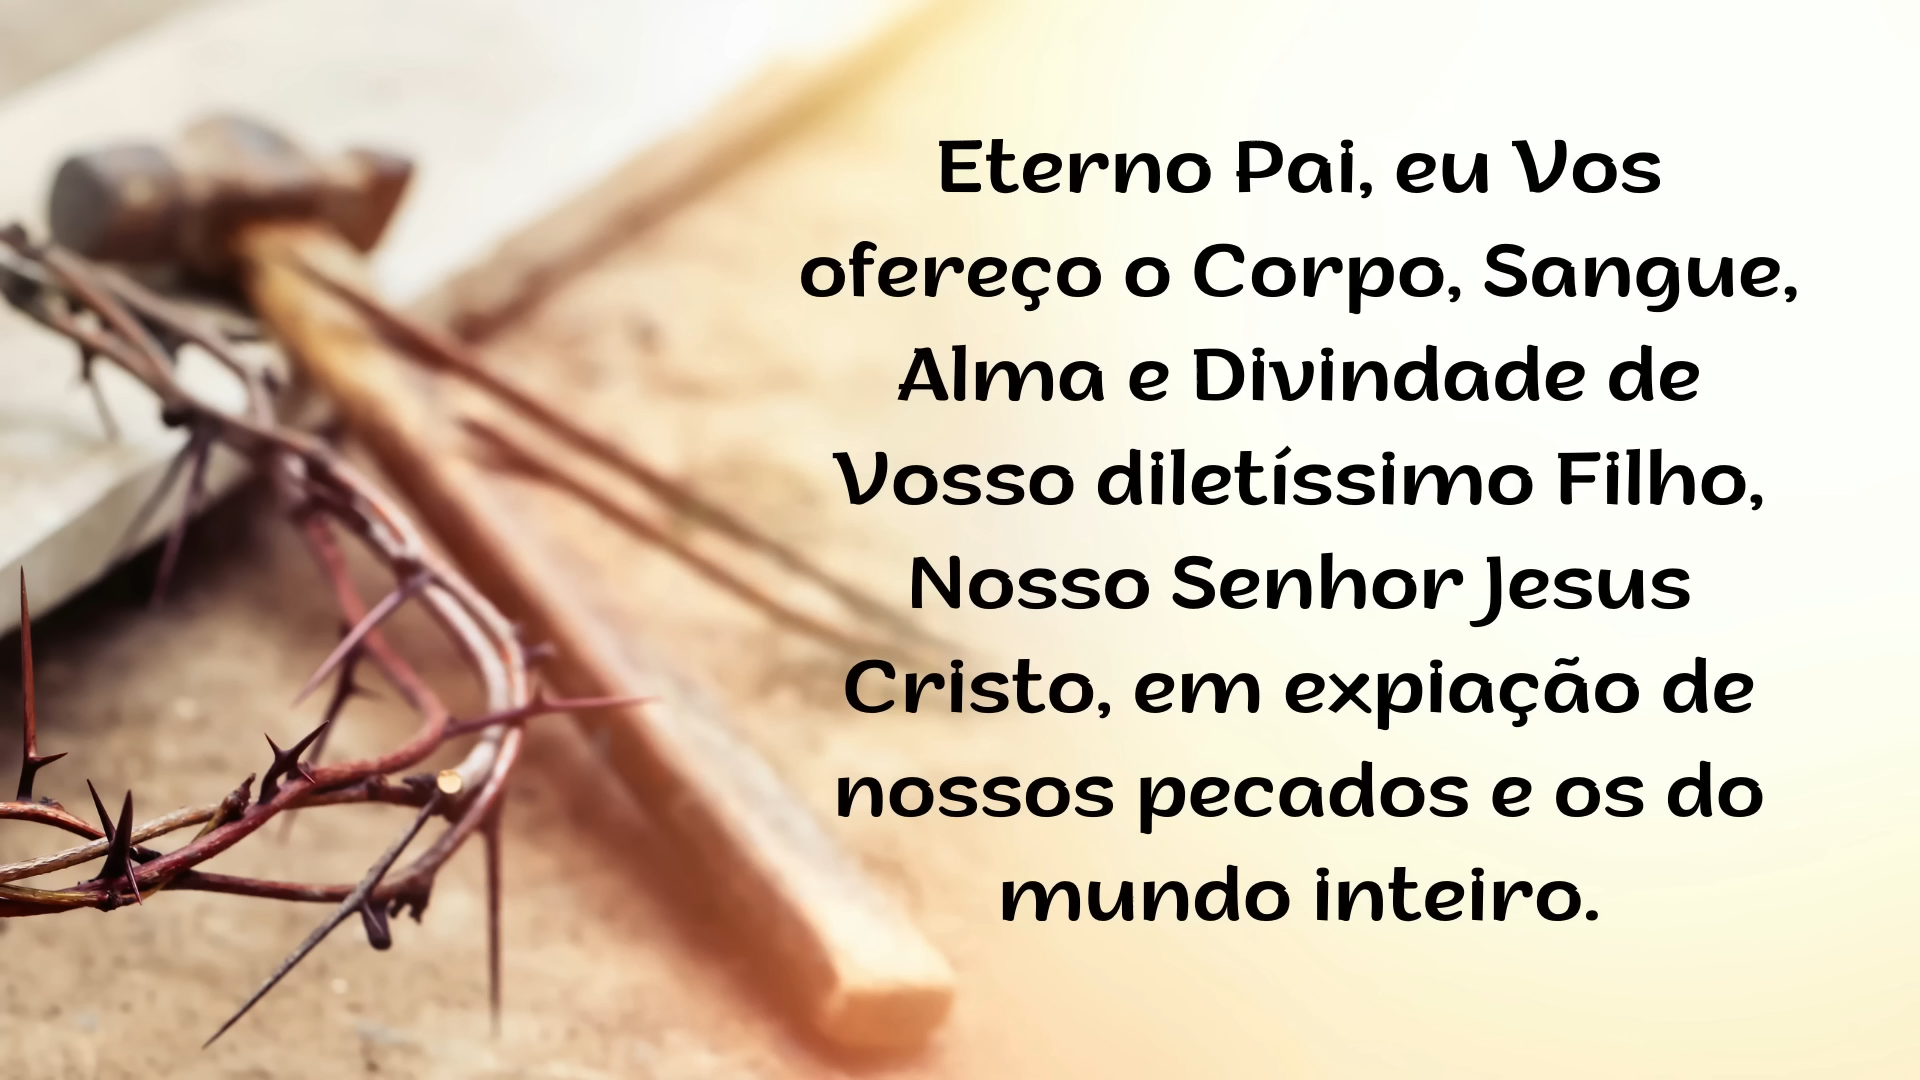 Eterno Pai, eu Vos
ofereço o Corpo, Sangue,
Alma e Divindade de
Vosso diletíssimo Filho,
Nosso Senhor Jesus
Cristo, em expiação de
nossos pecados e os do
mundo inteiro.